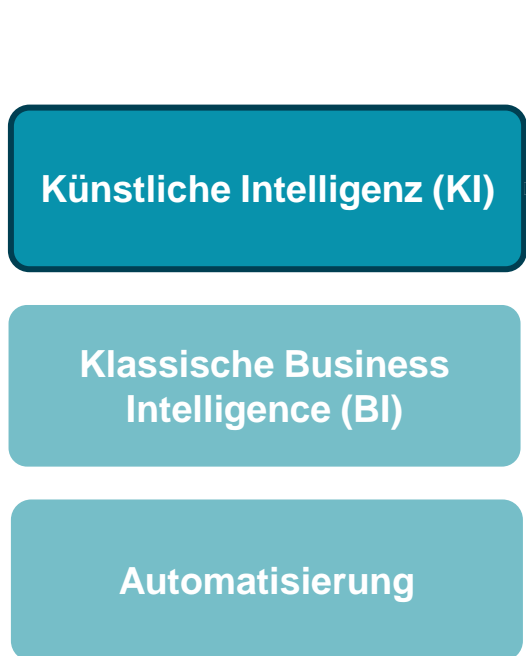 Künstliche Intelligenz (KI)
Klassische Business
Intelligence (BI)
Automatisierung